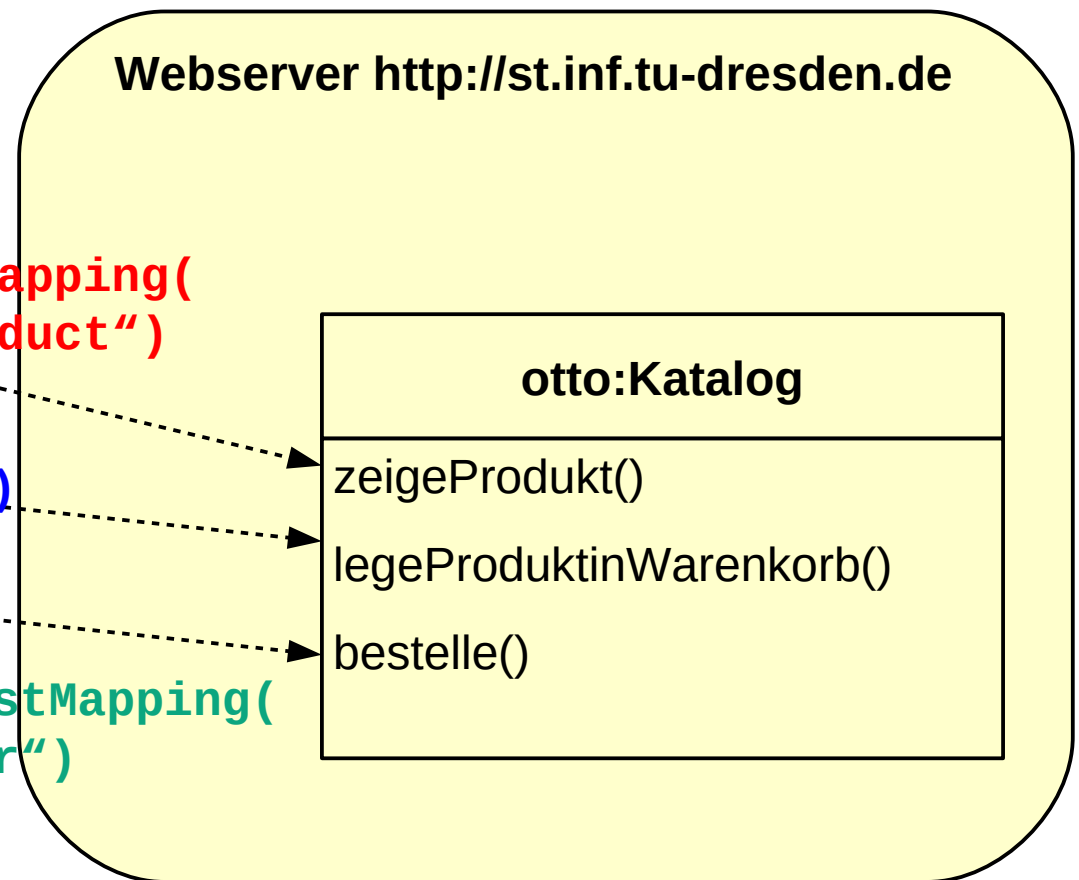 Webserver http://st.inf.tu-dresden.de
apping(
duct“)
otto:Katalog
zeigeProdukt()
)
legeProduktinWarenkorb()
bestelle()
stMapping(
r“)